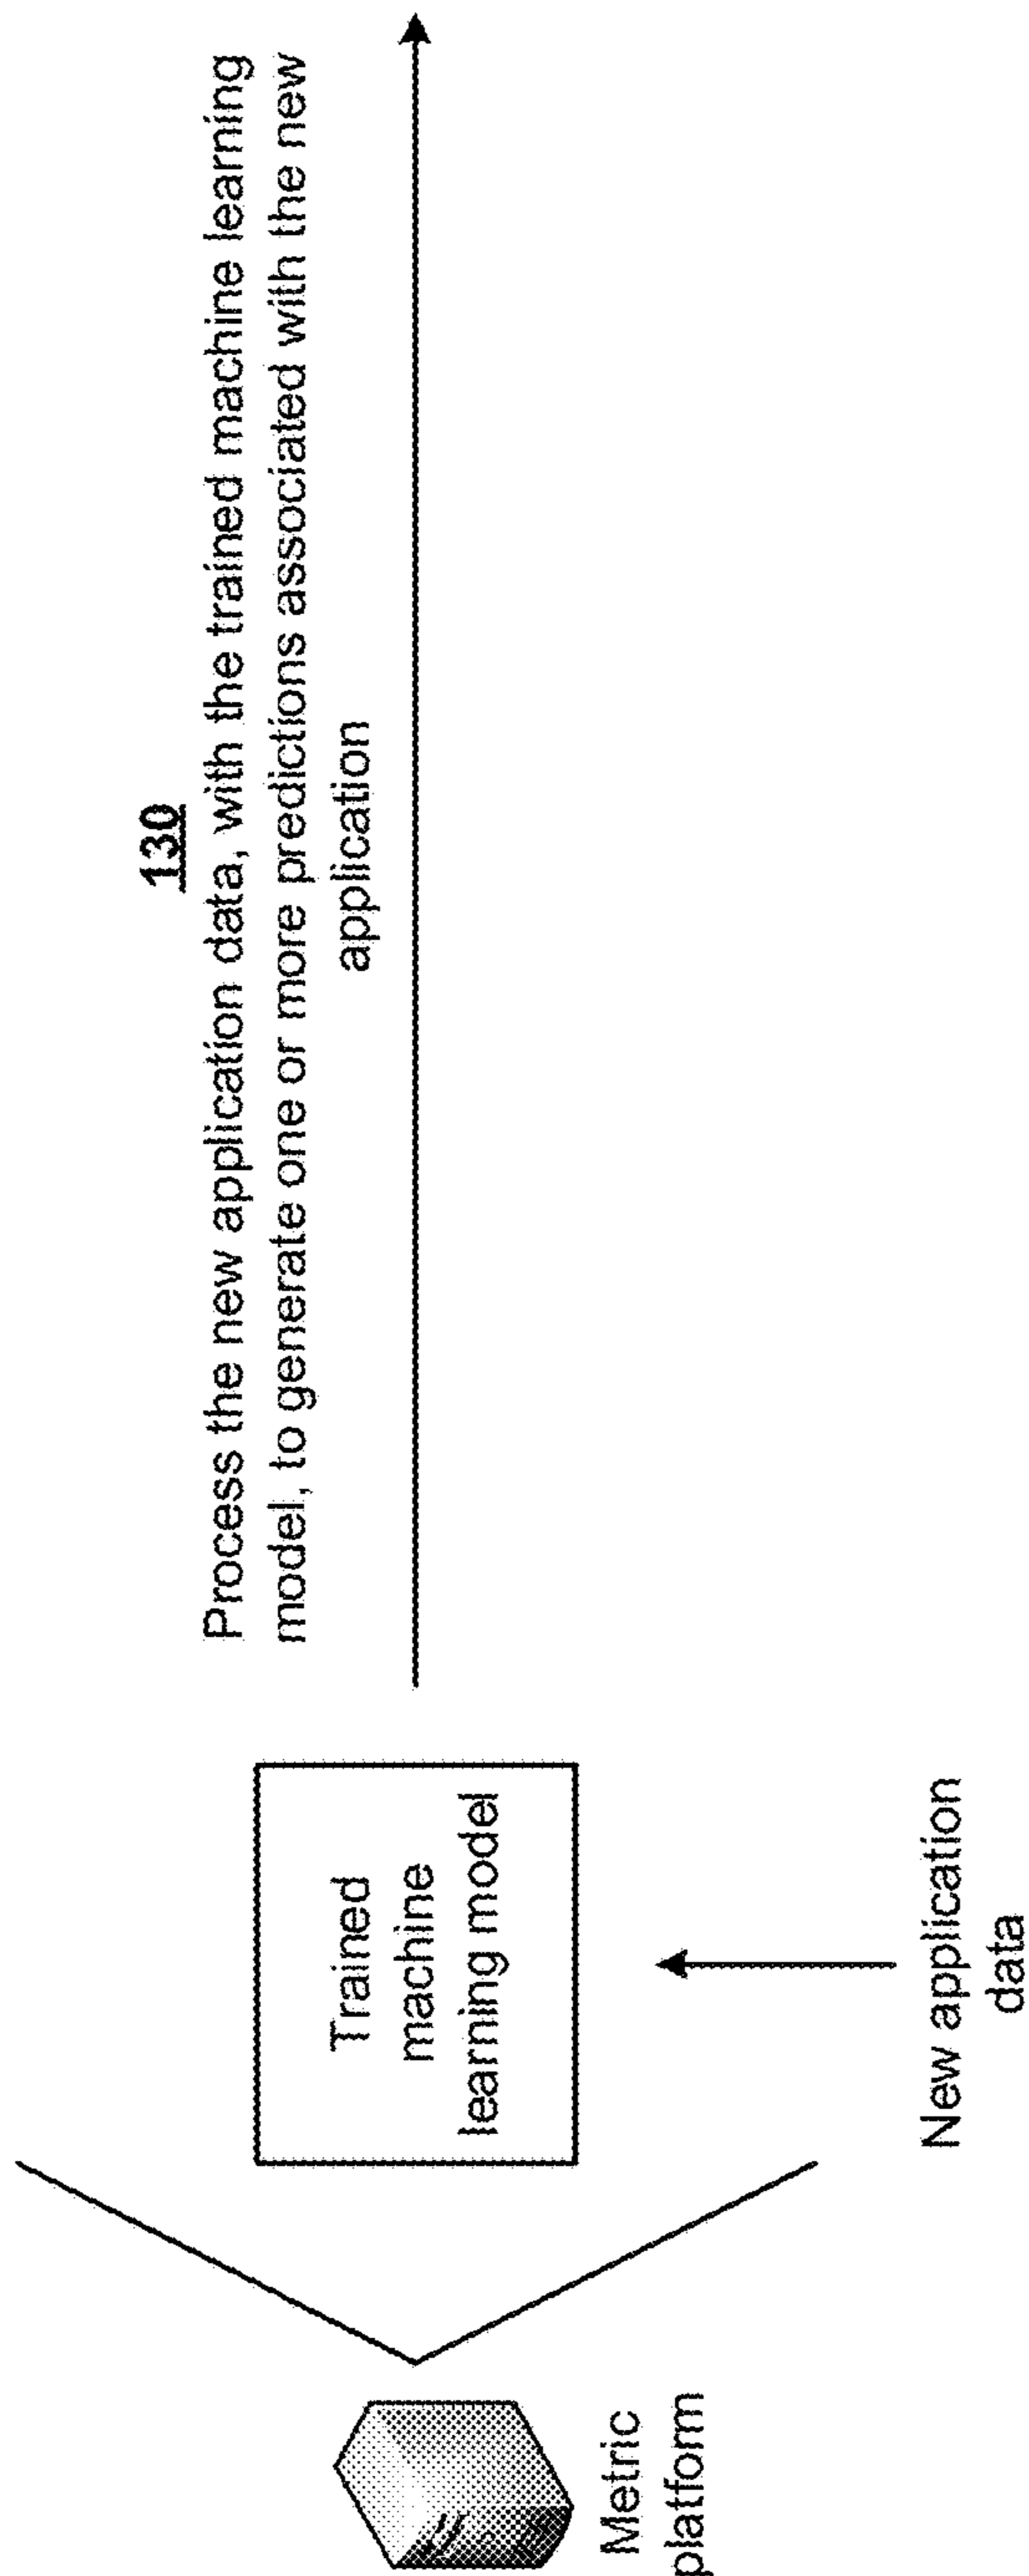 130
Process the new application data, with the trained machine learning
model, to generate one or more predictions associated with the new
application
Trained
machine
learning model
New application
data
Metric
platform